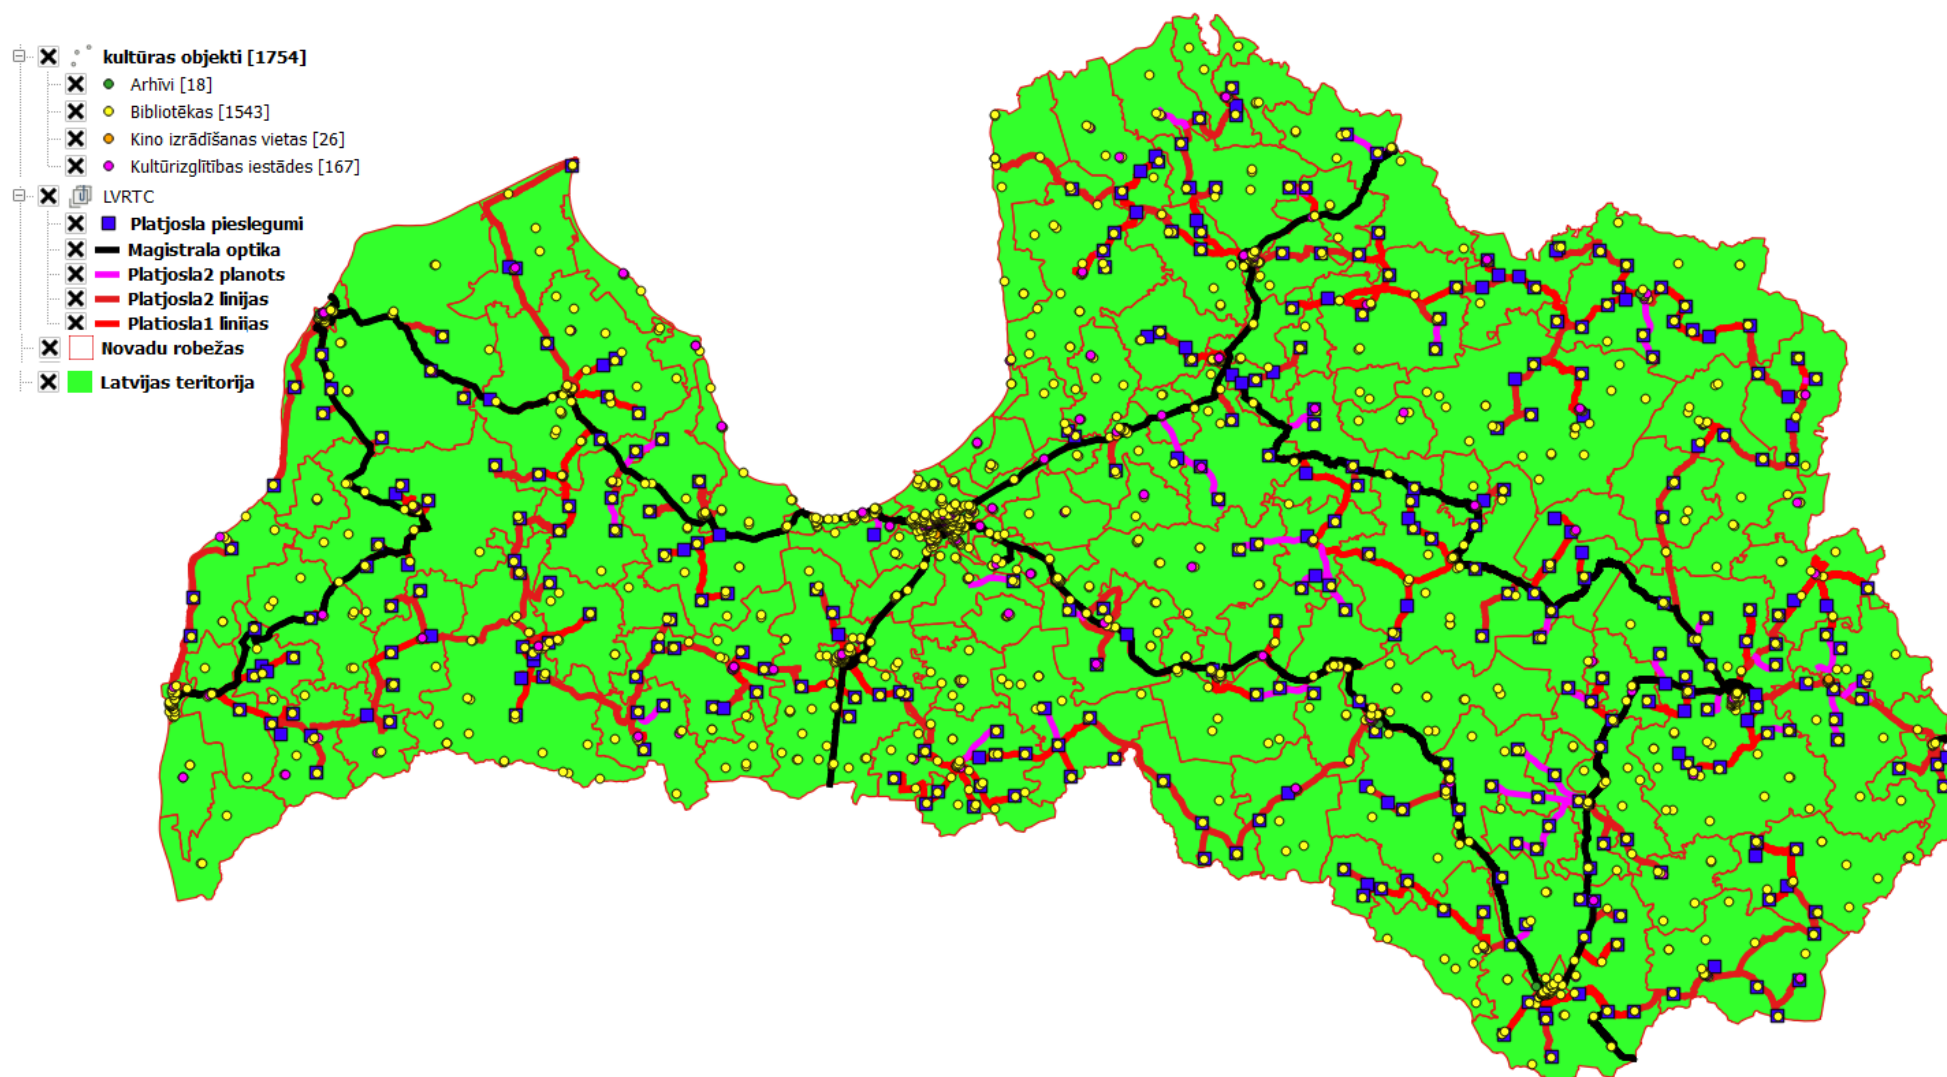 kultūras objekti [1754]
Arhīvi [18]
Bibliotēkas [1543]
Kino izrādīšanas vietas [26]
Kultūrizglītības iestādes [167]
LVRTC
Platjosla pieslegumi
Magistrala optika
Platjosla2 planots
Platjosla2 linijas
Platjosla1 linijas
Novadu robežas
Latvijas teritorija